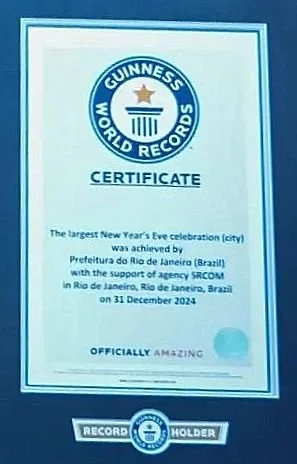 GUINNESS
WORLD RECORDS
CERTIFICATE
The largest New Year's Eve celebration (city)
was achieved by
Prefeitura do Rio de Janeiro (Brazil)
with the support of agency SRCOM
in Rio de Janeiro, Rio de Janeiro, Brazil
on 31 December 2024
OFFICIALLY AMAZING
RECORD HOLDER